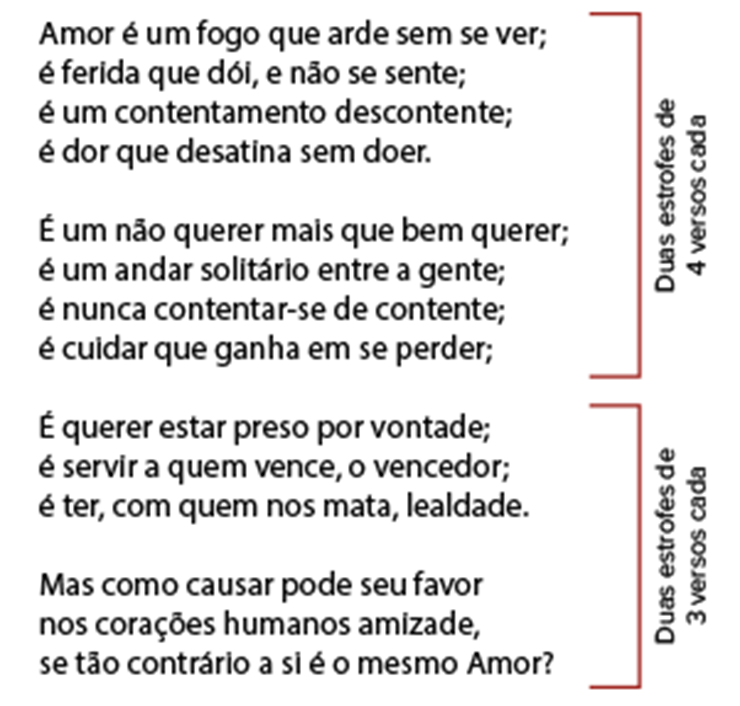 Amor é um fogo que arde sem se ver;
é ferida que dói, e não se sente;
é um contentamento descontente;
é dor que desatina sem doer.
É um não querer mais que bem querer;
é um andar solitário entre a gente;
é nunca contentar-se de contente;
é cuidar que ganha em se perder;
Duas estrofes de
4 versos cada
É querer estar preso por vontade;
é servir a quem vence, o vencedor;
é ter, com quem nos mata, lealdade.
Mas como causar pode seu favor
nos corações humanos amizade,
se tão contrário a si é o mesmo Amor?
Duas estrofes de
3 versos cada